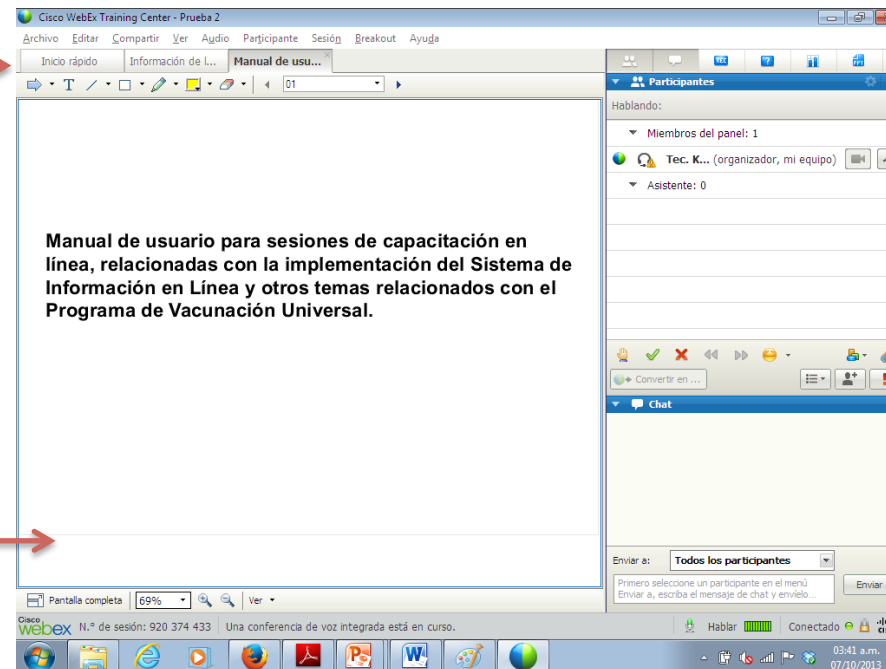 Cisco WebEx Training Center - Prueba 2
Archivo Editar Compartir Ver Audio Participante Sesión Breakout Ayuda
Inicio rápido Información de l... Manual de usu...
T 01
Participantes
Hablando:
Miembros del panel: 1
Tec. K... (organizador, mi equipo)
Asistente: 0
Manual de usuario para sesiones de capacitación en
línea, relacionadas con la implementación del Sistema de
Información en Línea y otros temas relacionados con el
Programa de Vacunación Universal.
Convertir en ...
Chat
Enviar a: Todos los participantes
Primero seleccione un participante en el menú
Enviar a, escriba el mensaje de chat y envíelo...
Enviar
Pantalla completa 69% Ver
Cisco
webex N.° de sesión: 920 374 433 Una conferencia de voz integrada está en curso. Hablar Conectado
03:41 a.m.
07/10/2013